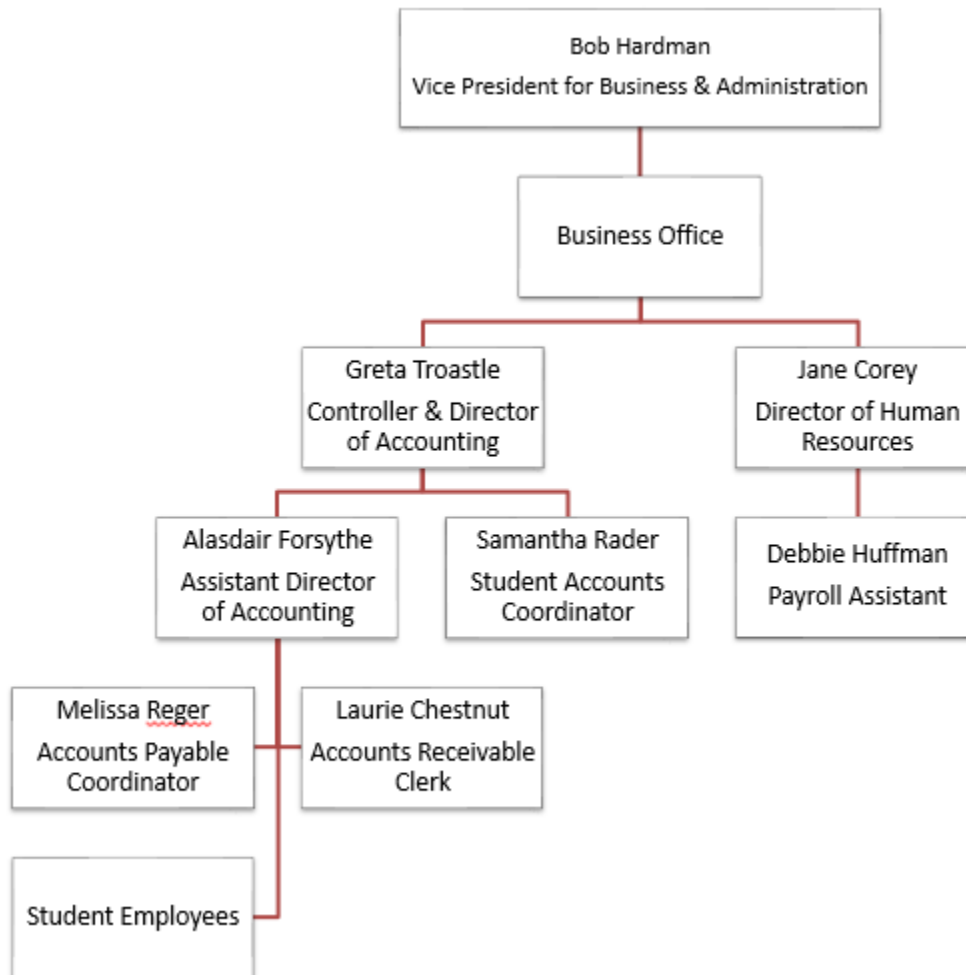 Bob Hardman
Vice President for Business & Administration
Business Office
Greta Troastle
Controller & Director
of Accounting
Jane Corey
Director of Human
Resources
Alasdair Forsythe
Assistant Director
of Accounting
Samantha Rader
Student Accounts
Coordinator
Debbie Huffman
Payroll Assistant
Melissa Reger
Accounts Payable
Coordinator
Laurie Chestnut
Accounts Receivable
Clerk
Student Employees